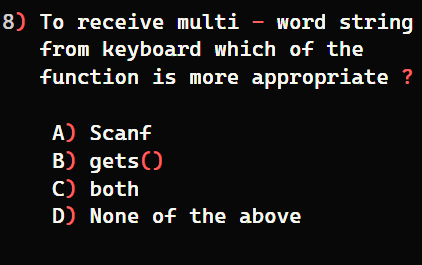 8) To receive multi - word string
from keyboard which of the
function is more appropriate ?
A) Scanf
B) gets()
C) both
D) None of the above